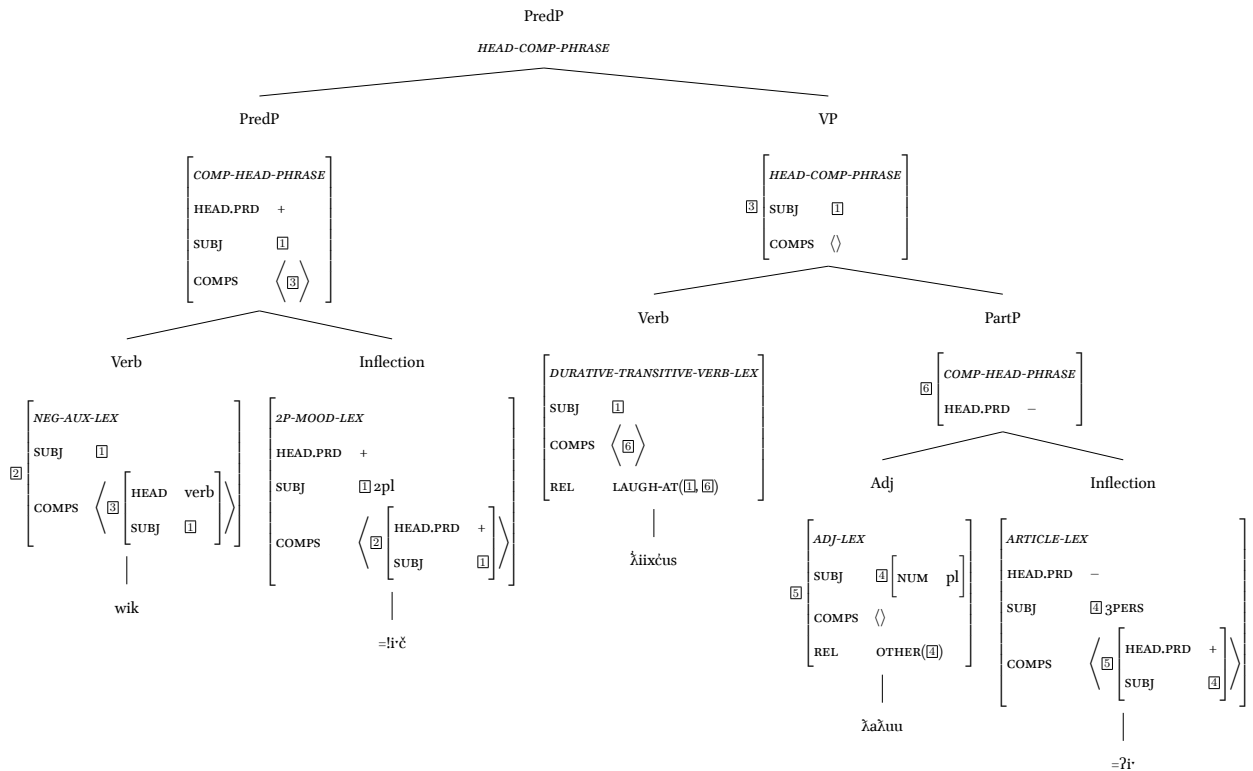 PredP
HEAD-COMP-PHRASE
PredP
COMP-HEAD-PHRASE
HEAD.PRD +
SUBJ 1
COMPS ⟨ 3 ⟩
VP
3
HEAD-COMP-PHRASE
SUBJ 1
COMPS ⟨⟩
Verb
2
NEG-AUX-LEX
SUBJ 1
COMPS ⟨ 3 [ HEAD verb
SUBJ 1 ] ⟩
wik
Inflection
2P-MOOD-LEX
HEAD.PRD +
SUBJ 1 2pl
COMPS ⟨ 2 [ HEAD.PRD +
SUBJ 1 ] ⟩
=!i·č
Verb
DURATIVE-TRANSITIVE-VERB-LEX
SUBJ 1
COMPS ⟨ 6 ⟩
REL LAUGH-AT(1, 6)
ƛ̓iixc̓us
PartP
6
COMP-HEAD-PHRASE
HEAD.PRD −
Adj
5
ADJ-LEX
SUBJ 4 [ NUM pl ]
COMPS ⟨⟩
REL OTHER(4)
ƛaƛuu
Inflection
ARTICLE-LEX
HEAD.PRD −
SUBJ 4 3PERS
COMPS ⟨ 5 [ HEAD.PRD +
SUBJ 4 ] ⟩
=ʔi·